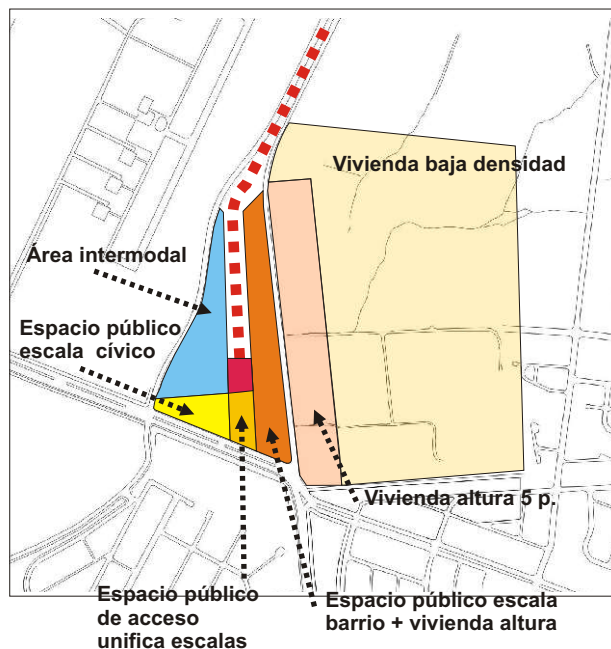 Vivienda baja densidad
Área intermodal
Espacio público
escala cívico
Vivienda altura 5 p.
Espacio público
de acceso
unifica escalas
Espacio público escala
barrio + vivienda altura